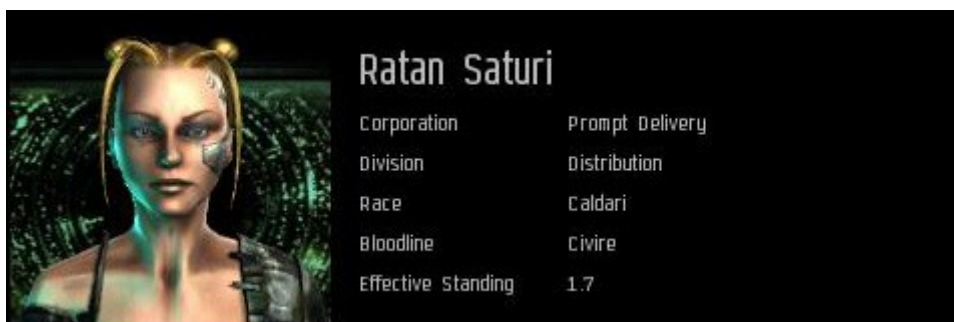 Ratan Saturi
Corporation Prompt Delivery
Division Distribution
Race Caldari
Bloodline Civire
Effective Standing 1.7